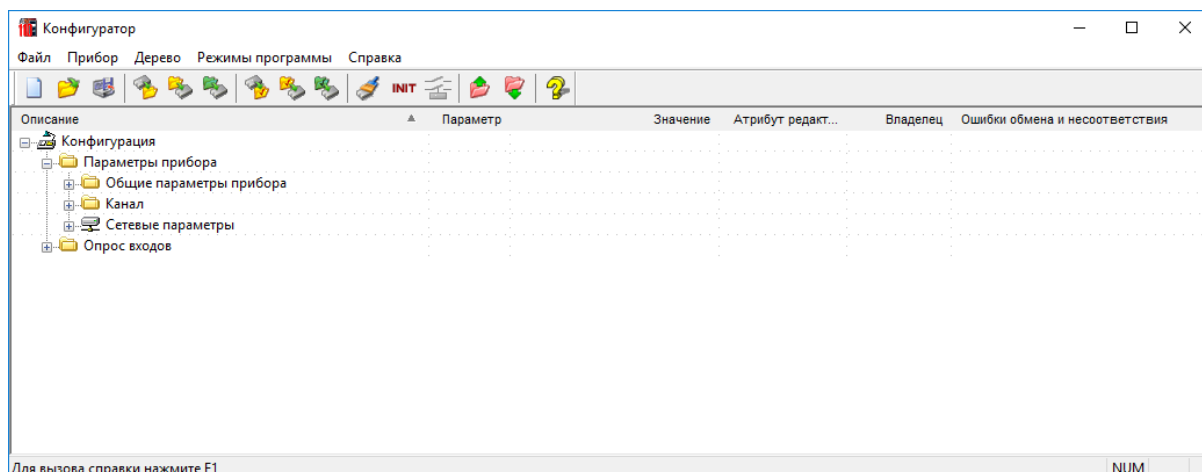 Конфигуратор
Файл Прибор Дерево Режимы программы Справка
INIT
Описание Параметр Значение Атрибут редакт... Владелец Ошибки обмена и несоответствия
Конфигурация
Параметры прибора
Общие параметры прибора
Канал
Сетевые параметры
Опрос входов
Для вызова справки нажмите F1 NUM